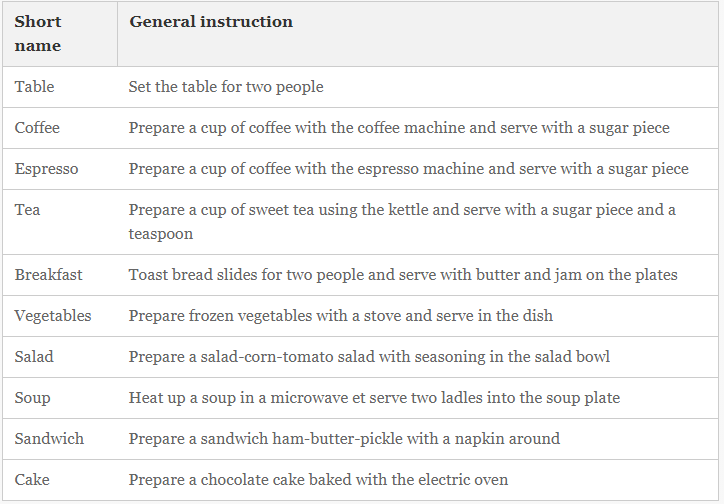 Short
name
General instruction
Table
Set the table for two people
Coffee
Prepare a cup of coffee with the coffee machine and serve with a sugar piece
Espresso
Prepare a cup of coffee with the espresso machine and serve with a sugar piece
Tea
Prepare a cup of sweet tea using the kettle and serve with a sugar piece and a
teaspoon
Breakfast
Toast bread slides for two people and serve with butter and jam on the plates
Vegetables
Prepare frozen vegetables with a stove and serve in the dish
Salad
Prepare a salad-corn-tomato salad with seasoning in the salad bowl
Soup
Heat up a soup in a microwave et serve two ladles into the soup plate
Sandwich
Prepare a sandwich ham-butter-pickle with a napkin around
Cake
Prepare a chocolate cake baked with the electric oven